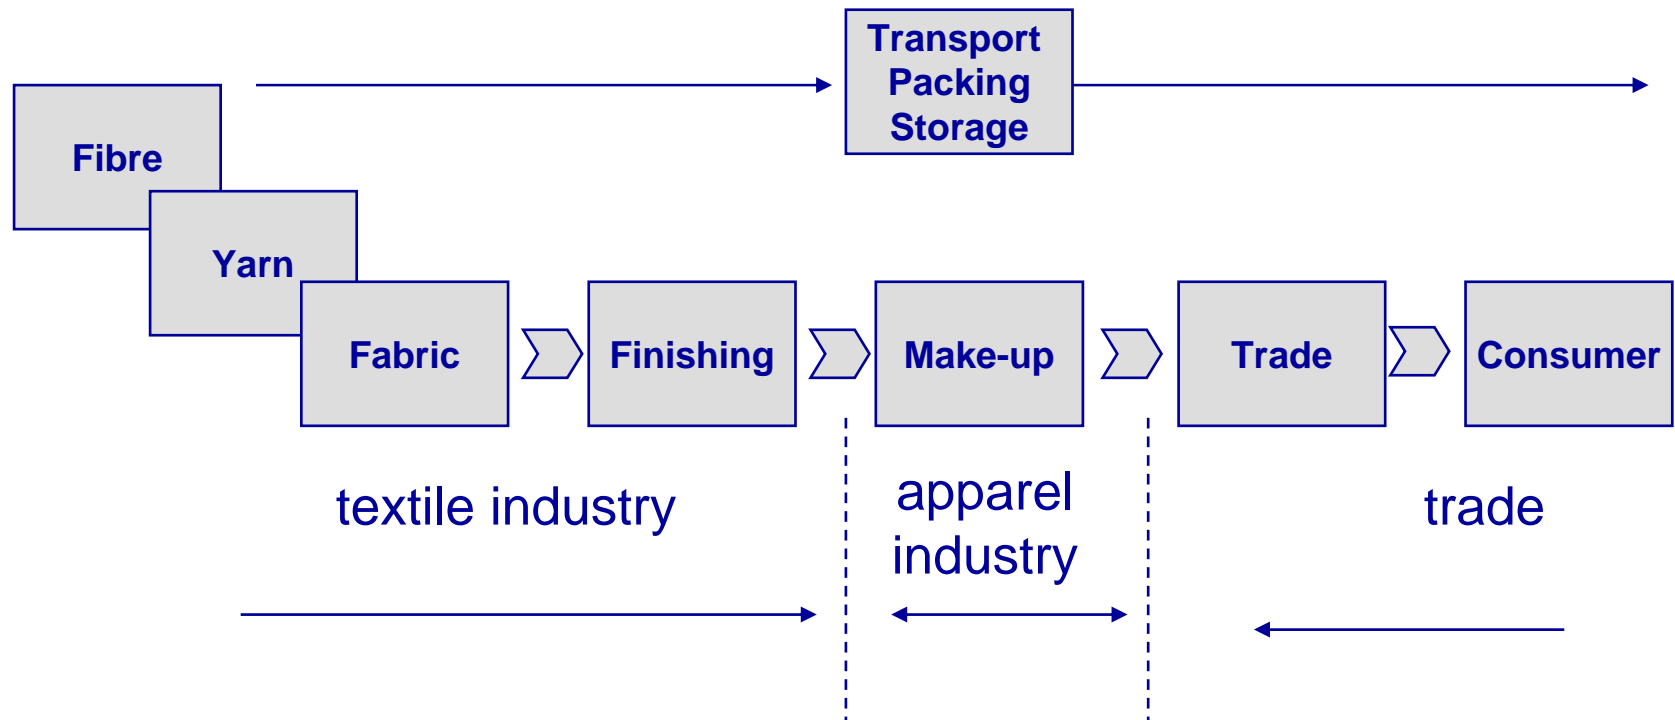 Transport
Packing
Storage
Fibre
Yarn
Fabric
Finishing
Make-up
Trade
Consumer
textile industry
apparel
industry
trade